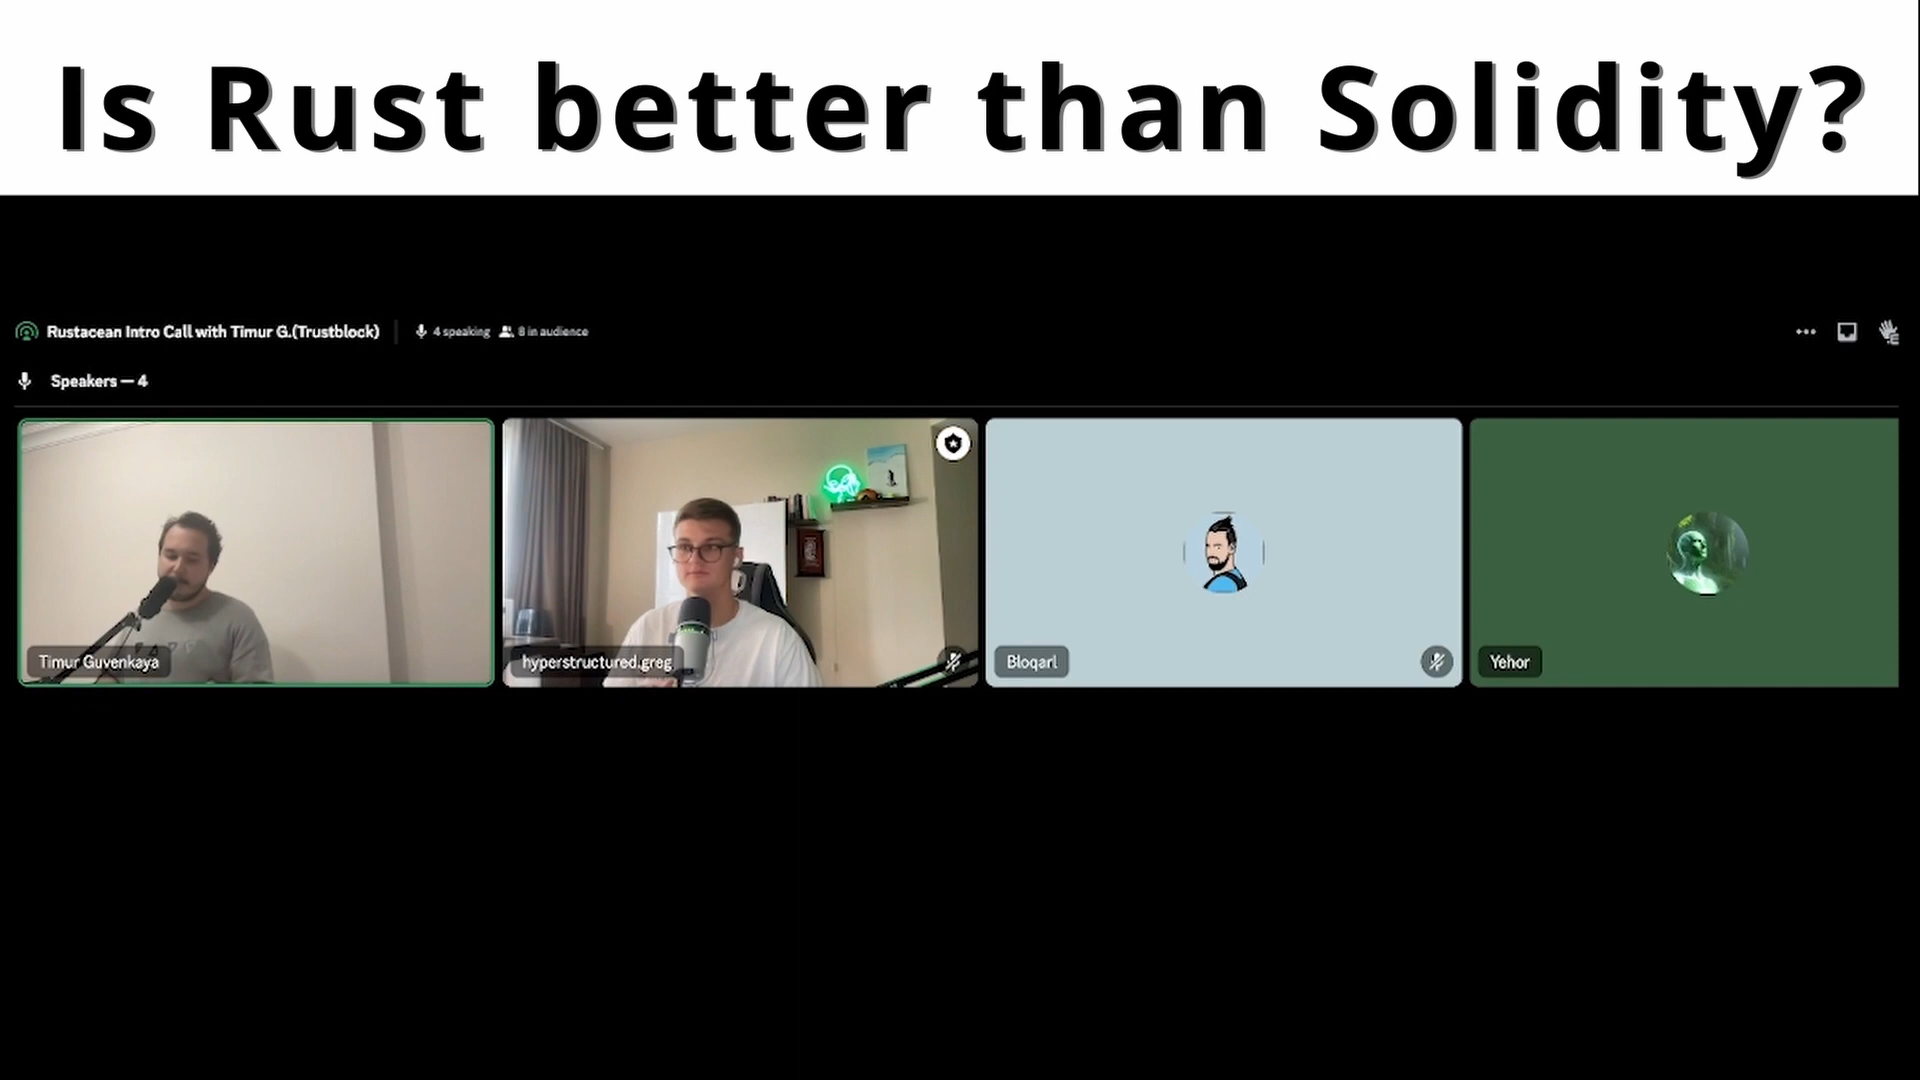 Is Rust better than Solidity?
Rustacean Intro Call with Timur G.(Trustblock)
4 speaking 8 in audience
Speakers — 4
Timur Guvenkaya
hyperstructured.greg
Bloqarl
Yehor